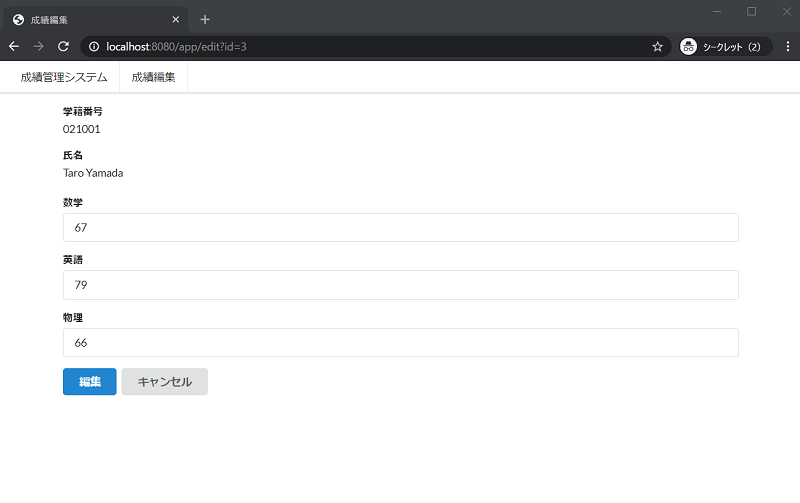 成績編集
localhost:8080/app/edit?id=3
シークレット（2）
成績管理システム 成績編集
学籍番号
021001
氏名
Taro Yamada
数学
67
英語
79
物理
66
編集 キャンセル